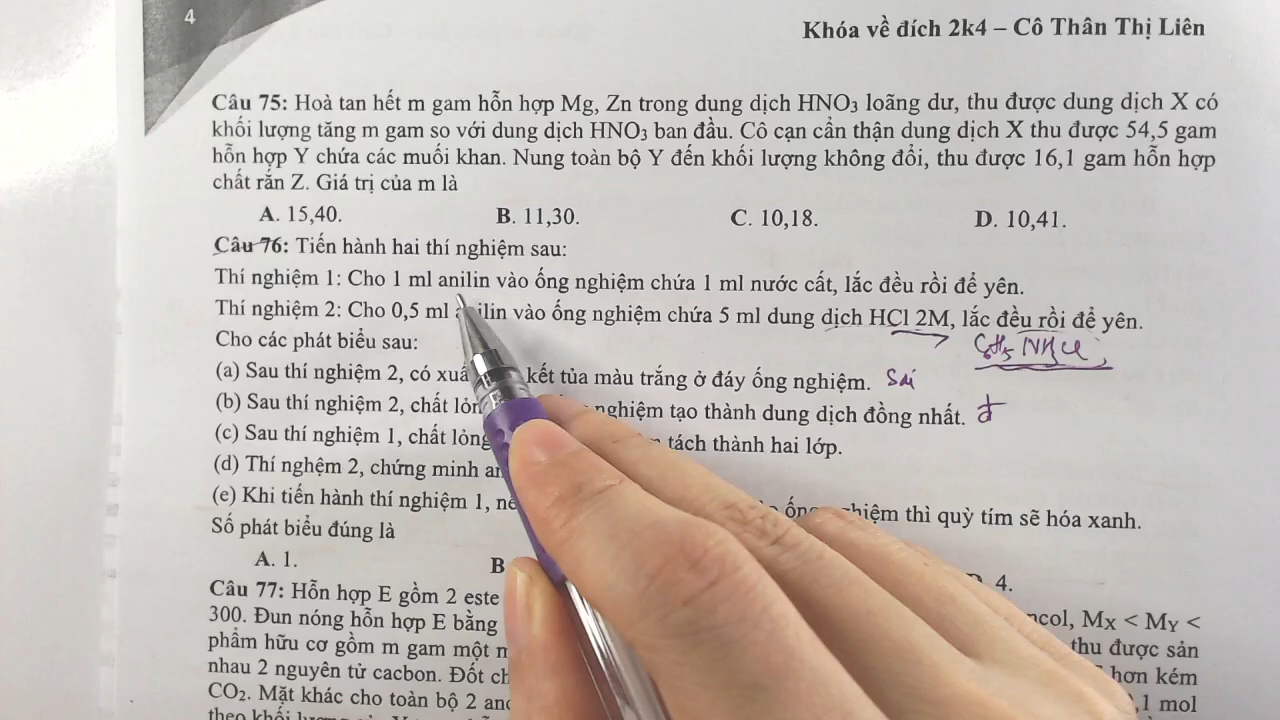 4
Khóa về đích 2k4 – Cô Thân Thị Liên
Câu 75: Hoà tan hết m gam hỗn hợp Mg, Zn trong dung dịch HNO₃ loãng dư, thu được dung dịch X có
khối lượng tăng m gam so với dung dịch HNO₃ ban đầu. Cô cạn cẩn thận dung dịch X thu được 54,5 gam
hỗn hợp Y chứa các muối khan. Nung toàn bộ Y đến khối lượng không đổi, thu được 16,1 gam hỗn hợp
chất rắn Z. Giá trị của m là
A. 15,40. B. 11,30. C. 10,18. D. 10,41.
Câu 76: Tiến hành hai thí nghiệm sau:
Thí nghiệm 1: Cho 1 ml anilin vào ống nghiệm chứa 1 ml nước cất, lắc đều rồi để yên.
Thí nghiệm 2: Cho 0,5 ml anilin vào ống nghiệm chứa 5 ml dung dịch HCl 2M, lắc đều rồi để yên.
Cho các phát biểu sau:
(a) Sau thí nghiệm 2, có xuấ kết tủa màu trắng ở đáy ống nghiệm. Sai
(b) Sau thí nghiệm 2, chất lỏn nghiệm tạo thành dung dịch đồng nhất. đ
(c) Sau thí nghiệm 1, chất lỏng tách thành hai lớp.
(d) Thí nghệm 2, chứng minh an
(e) Khi tiến hành thí nghiệm 1, nế ống nghiệm thì quỳ tím sẽ hóa xanh.
Số phát biểu đúng là
A. 1. B 4.
Câu 77: Hỗn hợp E gồm 2 este ncol, Mx < MY <
300. Đun nóng hỗn hợp E bằng thu được sản
phẩm hữu cơ gồm m gam một m hơn kém
nhau 2 nguyên tử cacbon. Đốt ch ,1 mol
CO₂. Mặt khác cho toàn bộ 2 anc
theo khối